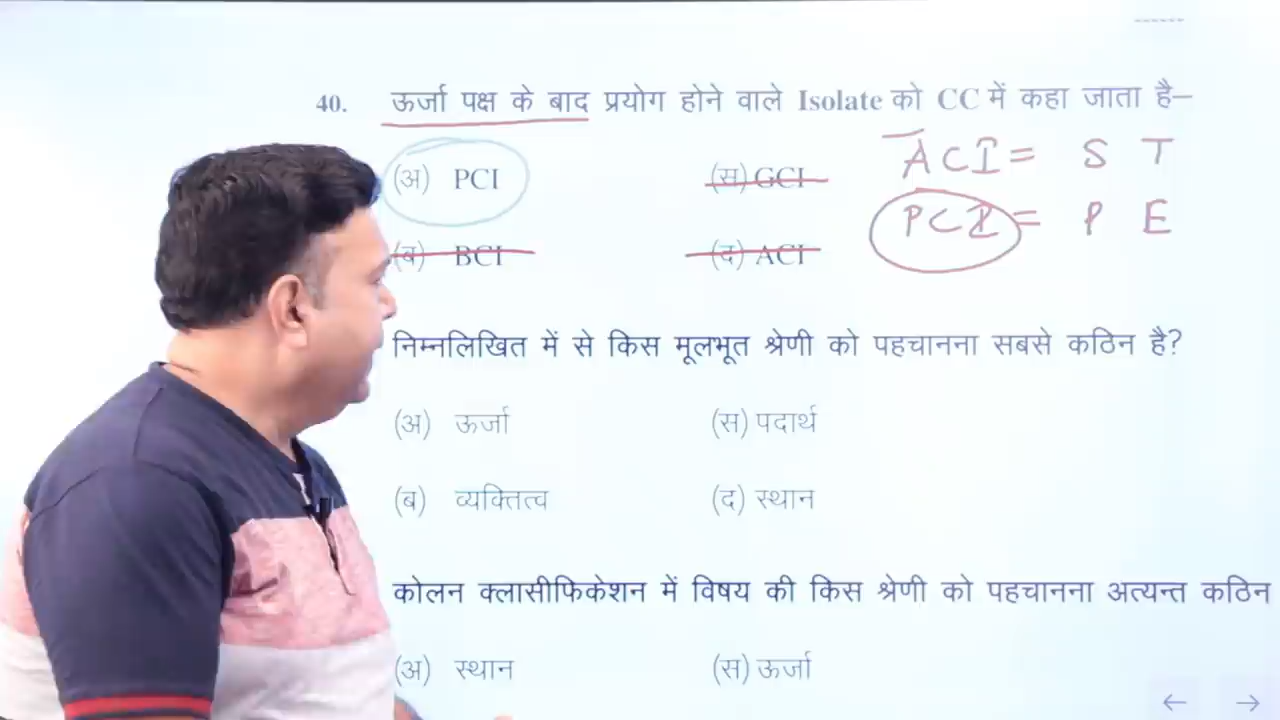 40. ऊर्जा पक्ष के बाद प्रयोग होने वाले Isolate को CC में कहा जाता है–
(अ) PCI (स) GCI
(ब) BCI (द) ACI
ACI = S T
PCI = P E
निम्नलिखित में से किस मूलभूत श्रेणी को पहचानना सबसे कठिन है?
(अ) ऊर्जा (स) पदार्थ
(ब) व्यक्तित्व (द) स्थान
कोलन क्लासीफिकेशन में विषय की किस श्रेणी को पहचानना अत्यन्त कठिन
(अ) स्थान (स) ऊर्जा